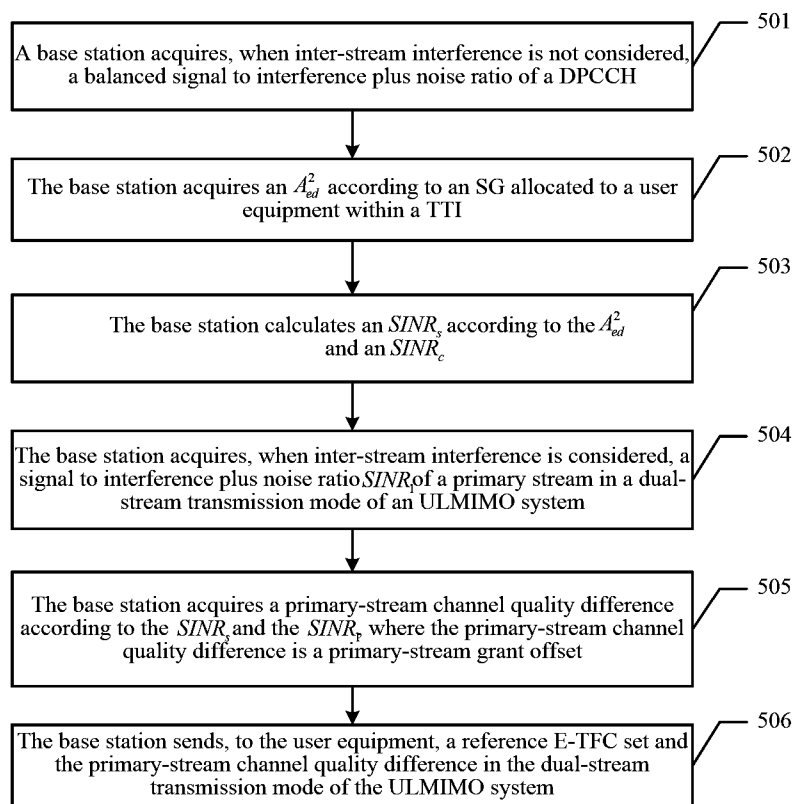 501
A base station acquires, when inter-stream interference is not considered,
a balanced signal to interference plus noise ratio of a DPCCH
502
The base station acquires an A²ed according to an SG allocated to a user
equipment within a TTI
503
The base station calculates an SINRs according to the A²ed
and an SINRc
504
The base station acquires, when inter-stream interference is considered, a
signal to interference plus noise ratio SINR1 of a primary stream in a dual-
stream transmission mode of an ULMIMO system
505
The base station acquires a primary-stream channel quality difference
according to the SINRs and the SINR1, where the primary-stream channel
quality difference is a primary-stream grant offset
506
The base station sends, to the user equipment, a reference E-TFC set and
the primary-stream channel quality difference in the dual-stream
transmission mode of the ULMIMO system